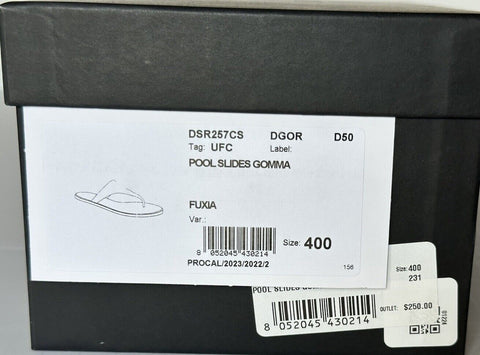 DSR257CS DGOR D50
Tag: UFC Label:
POOL SLIDES GOMMA
FUXIA
Var.:
8 052045 430214
Size: 400
PROCAL/2023/2022/2
156
Size: 400
231
POOL SLIDES GOM
OUTLET: $250.00
8 052045 430214